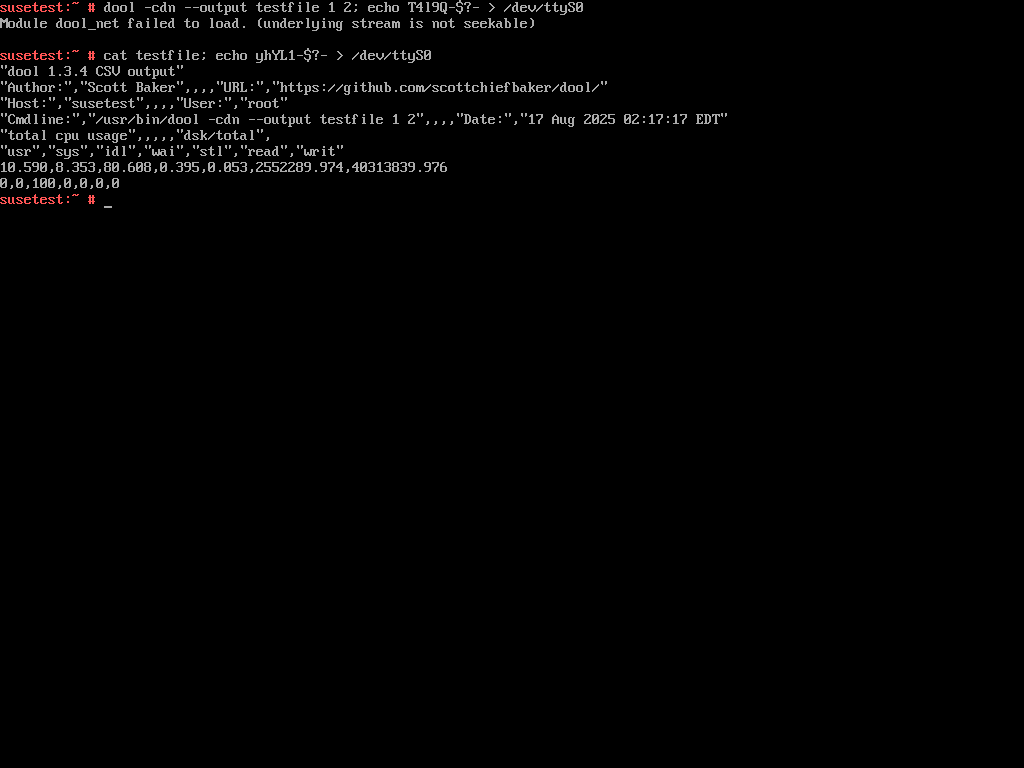 susetest:~ # dool -cdn --output testfile 1 2; echo T4l9Q-$?- > /dev/ttyS0
Module dool_net failed to load. (underlying stream is not seekable)
susetest:~ # cat testfile; echo yhYL1-$?- > /dev/ttyS0
"dool 1.3.4 CSV output"
"Author:","Scott Baker",,,,"URL:","https://github.com/scottchiefbaker/dool/"
"Host:","susetest",,,,"User:","root"
"Cmdline:","/usr/bin/dool -cdn --output testfile 1 2",,,,"Date:","17 Aug 2025 02:17:17 EDT"
"total cpu usage",,,,,"dsk/total",
"usr","sys","idl","wai","stl","read","writ"
10.590,8.353,80.608,0.395,0.053,2552289.974,40313839.976
0,0,100,0,0,0,0
susetest:~ # _